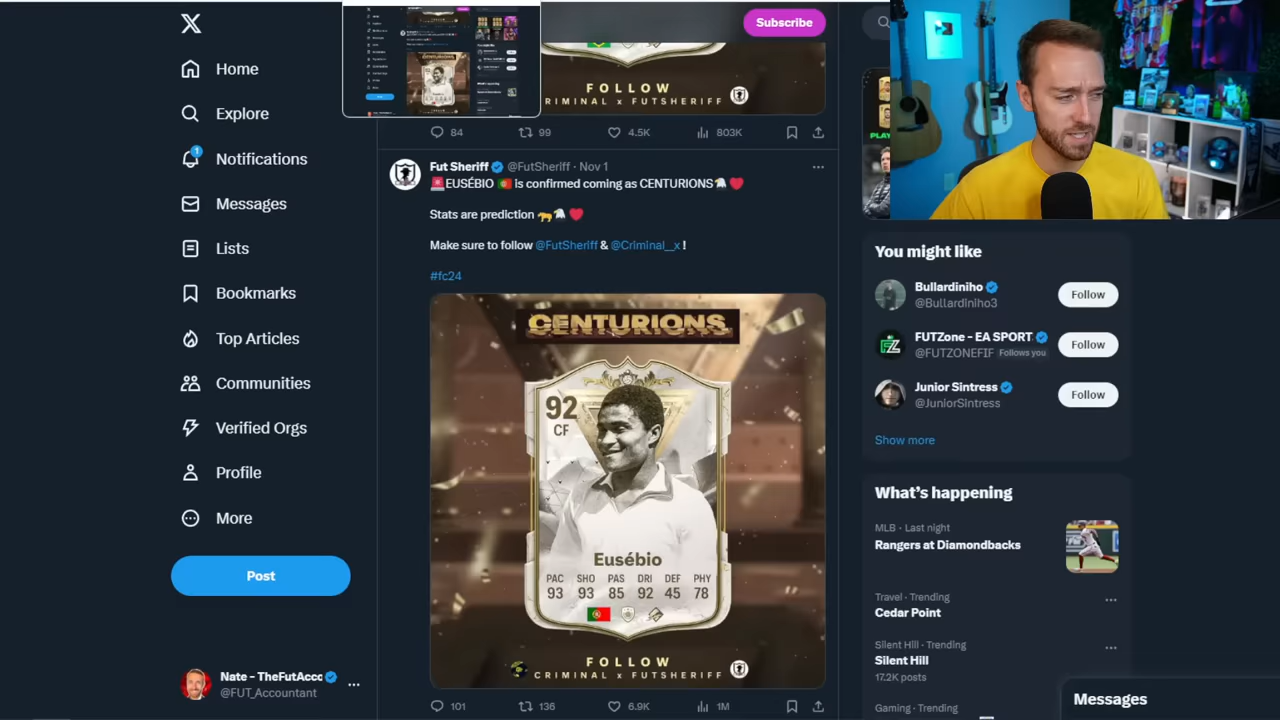 Subscribe
Home
Explore
1
Notifications
Messages
Lists
Bookmarks
Top Articles
Communities
Verified Orgs
Profile
More
Post
Nate - TheFutAcc
@FUT_Accountant
FOLLOW
CRIMINAL x FUTSHERIFF
84
99
4.5K
803K
Fut Sheriff @FutSheriff · Nov 1
EUSÉBIO is confirmed coming as CENTURIONS
Stats are prediction
Make sure to follow @FutSheriff & @Criminal__x !
#fc24
CENTURIONS
92
CF
Eusébio
PAC SHO PAS DRI DEF PHY
93 93 85 92 45 78
FOLLOW
CRIMINAL x FUTSHERIFF
101
136
6.9K
1M
PLAY
You might like
Bullardiniho
@Bullardiniho3
Follow
FUTZone - EA SPORT
@FUTZONEFIF Follows you
Follow
Junior Sintress
@JuniorSintress
Follow
Show more
What's happening
MLB · Last night
Rangers at Diamondbacks
Travel · Trending
Cedar Point
Silent Hill · Trending
Silent Hill
17.2K posts
Gaming · Trending
Messages